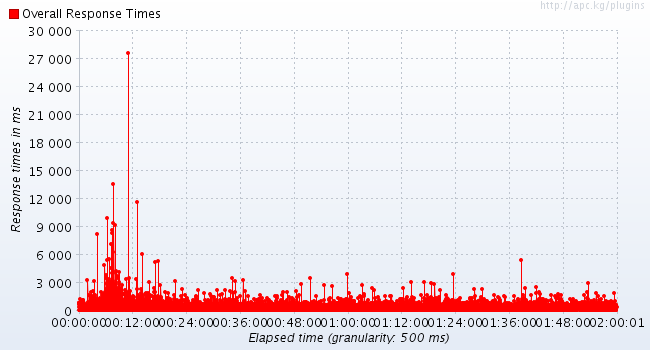 http://apc.kg/plugins
Overall Response Times
30 000
27 000
24 000
21 000
18 000
15 000
12 000
9 000
6 000
3 000
0
Response times in ms
00:00:00 00:12:00 00:24:00 00:36:00 00:48:00 01:00:00 01:12:00 01:24:00 01:36:00 01:48:00 02:00:01
Elapsed time (granularity: 500 ms)